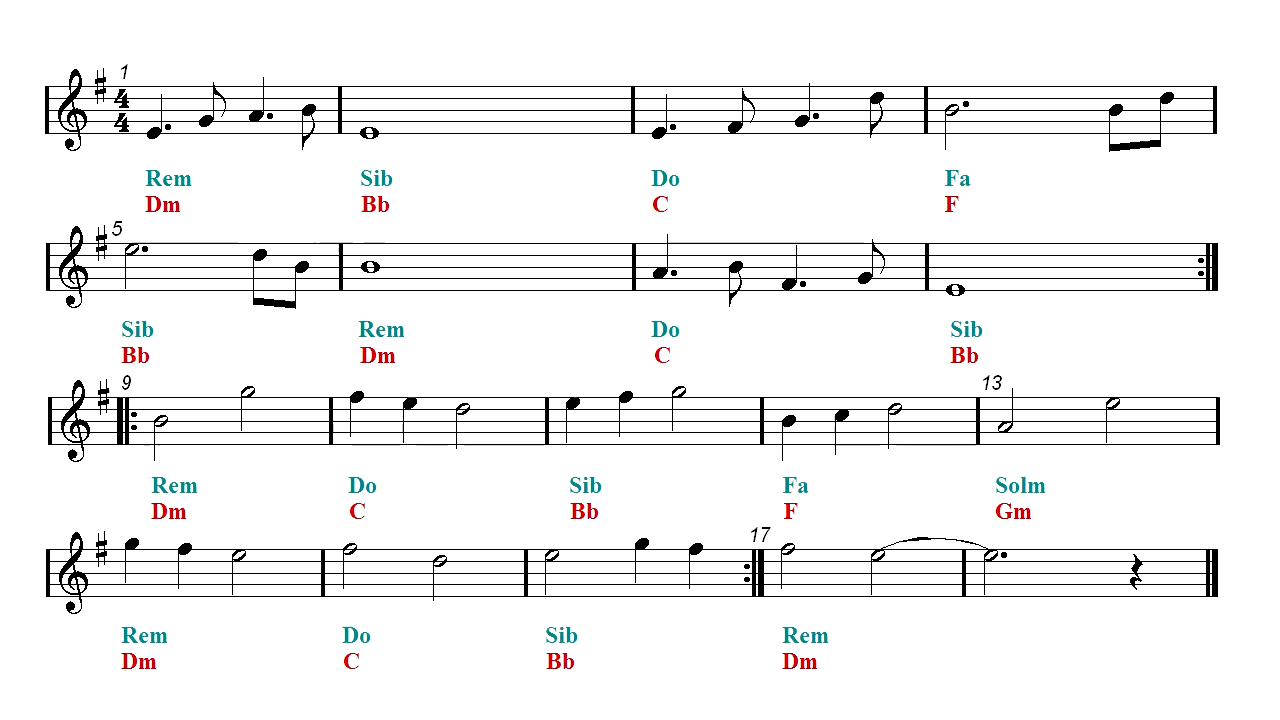 1
4
4
Rem Sib Do Fa
Dm Bb C F
5
Sib Rem Do Sib
Bb Dm C Bb
9 13
Rem Do Sib Fa Solm
Dm C Bb F Gm
17
Rem Do Sib Rem
Dm C Bb Dm